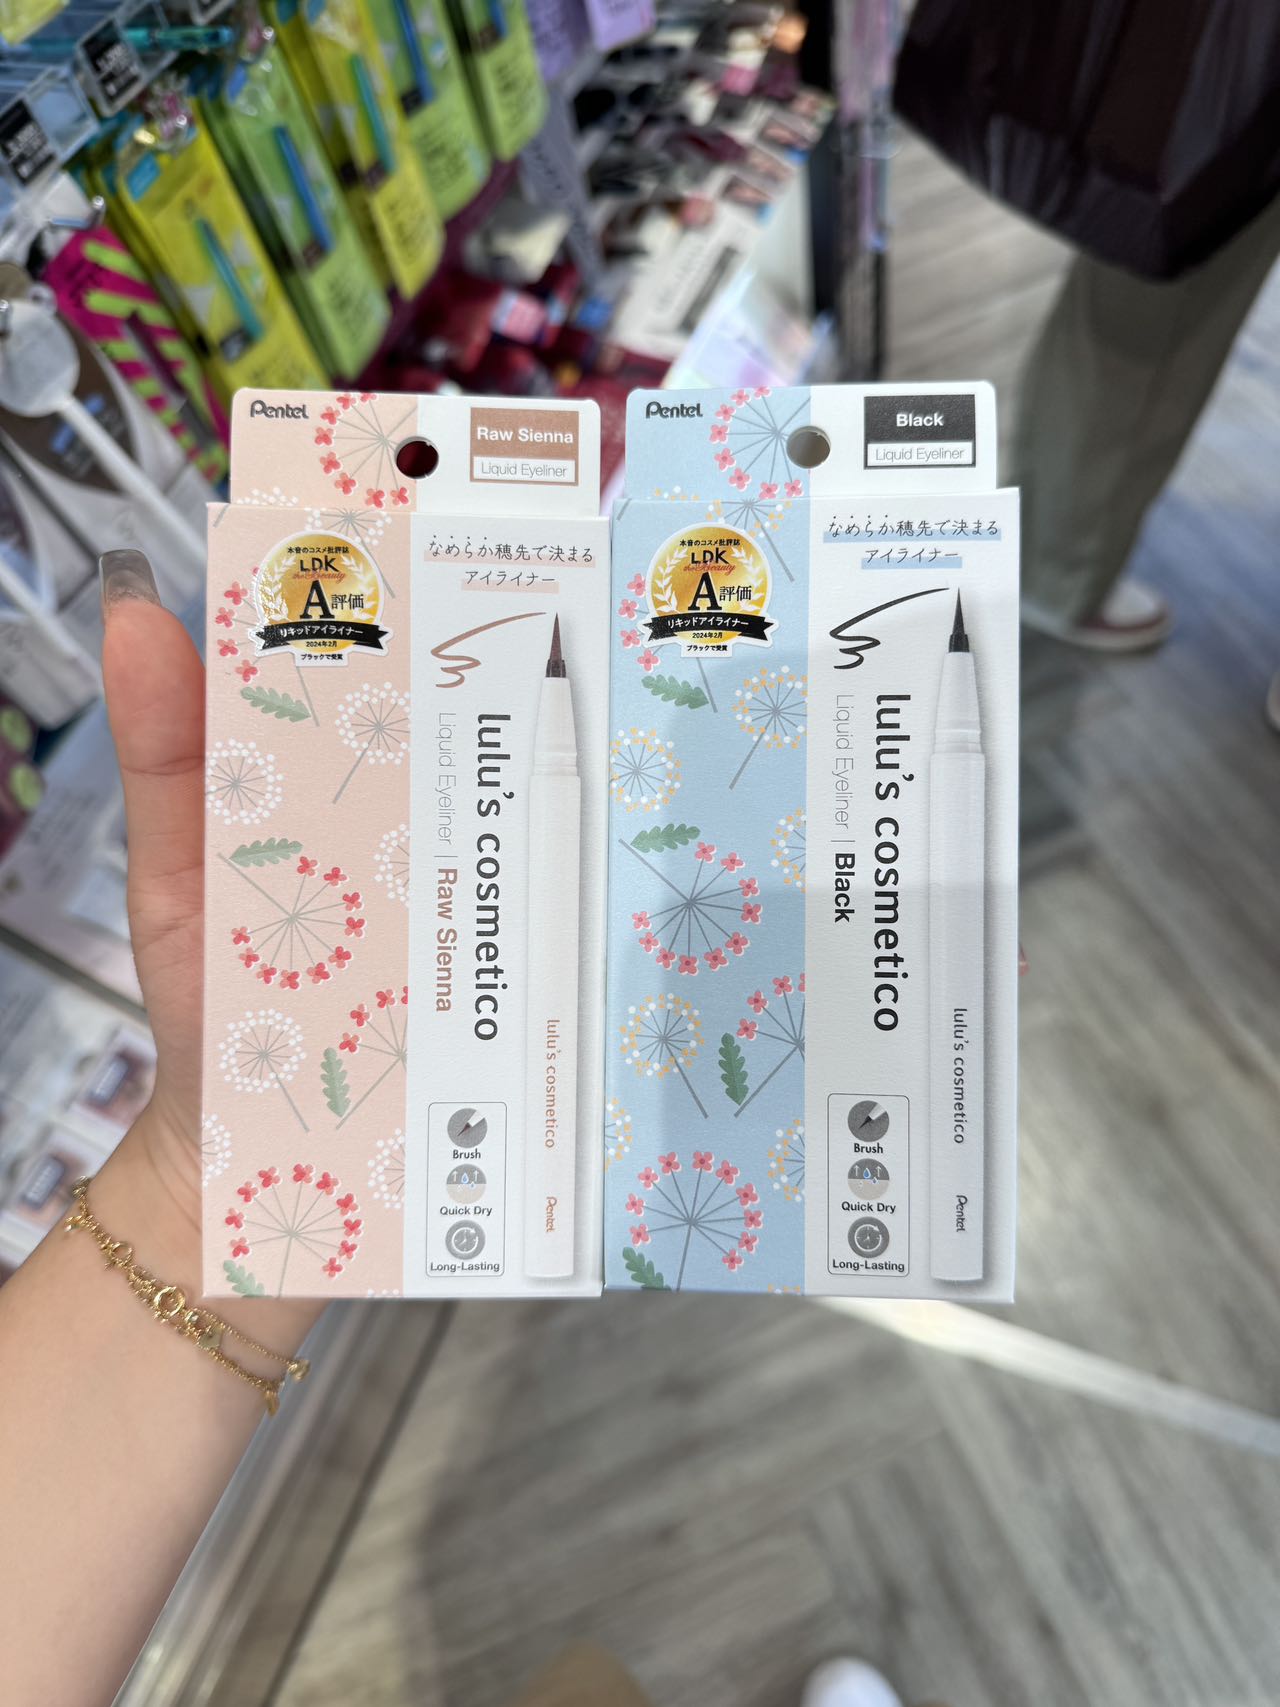 Pentel
Raw Sienna
Liquid Eyeliner
なめらか穂先で決まる
アイライナー
本音のコスメ批評誌
LDK
the Beauty
A評価
リキッドアイライナー
2024年2月
ブラックで受賞
lulu's cosmetico
Liquid Eyeliner | Raw Sienna
lulu's cosmetico
Pentel
Brush
Quick Dry
Long-Lasting
Pentel
Black
Liquid Eyeliner
なめらか穂先で決まる
アイライナー
本音のコスメ批評誌
LDK
the Beauty
A評価
リキッドアイライナー
2024年2月
ブラックで受賞
lulu's cosmetico
Liquid Eyeliner | Black
lulu's cosmetico
Pentel
Brush
Quick Dry
Long-Lasting